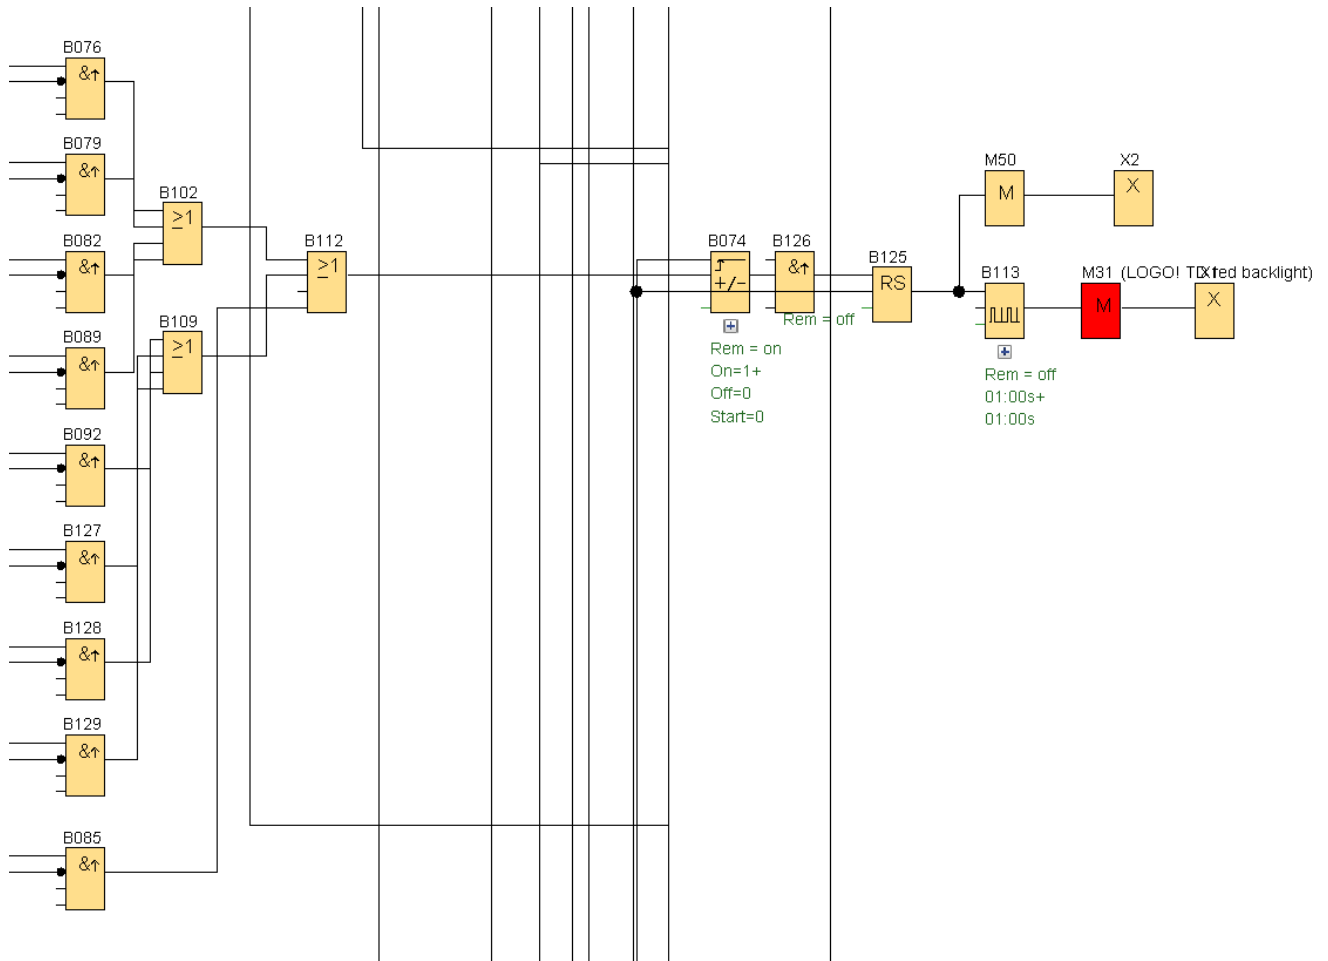 B076
&↑
B079
&↑
B102
≥1
B082
&↑
B112
≥1
B089
&↑
B109
≥1
B092
&↑
B127
&↑
B128
&↑
B129
&↑
B085
&↑
B074
+/-
Rem = on
On=1+
Off=0
Start=0
B126
&↑
B125
RS
Rem = off
M50
M
X2
X
B113
Rem = off
01:00s+
01:00s
M31 (LOGO! TD red backlight)
M
X